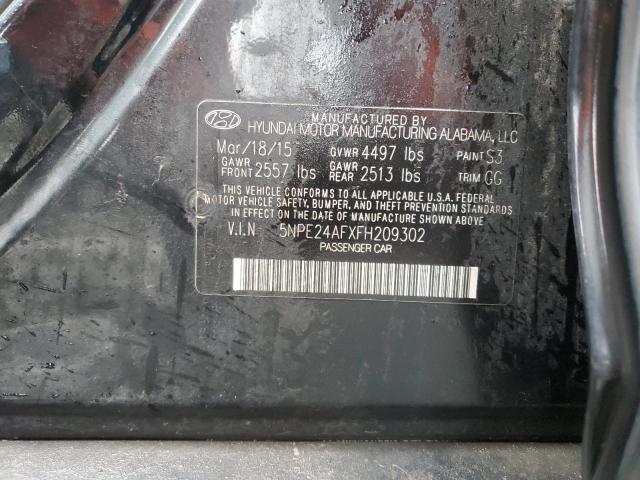 MANUFACTURED BY
HYUNDAI MOTOR MANUFACTURING ALABAMA, LLC
Mar/18/15 GVWR 4497 lbs PAINT S3
GAWR FRONT 2557 lbs GAWR REAR 2513 lbs TRIM GG
THIS VEHICLE CONFORMS TO ALL APPLICABLE U.S.A. FEDERAL
MOTOR VEHICLE SAFETY, BUMPER, AND THEFT PREVENTION STANDARDS
IN EFFECT ON THE DATE OF MANUFACTURE SHOWN ABOVE.
V.I.N 5NPE24AFXFH209302
PASSENGER CAR